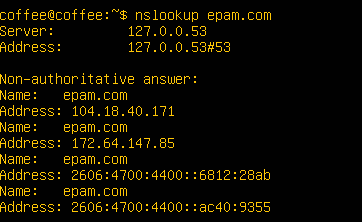 coffee@coffee:~$ nslookup epam.com
Server:         127.0.0.53
Address:        127.0.0.53#53

Non-authoritative answer:
Name:   epam.com
Address: 104.18.40.171
Name:   epam.com
Address: 172.64.147.85
Name:   epam.com
Address: 2606:4700:4400::6812:28ab
Name:   epam.com
Address: 2606:4700:4400::ac40:9355